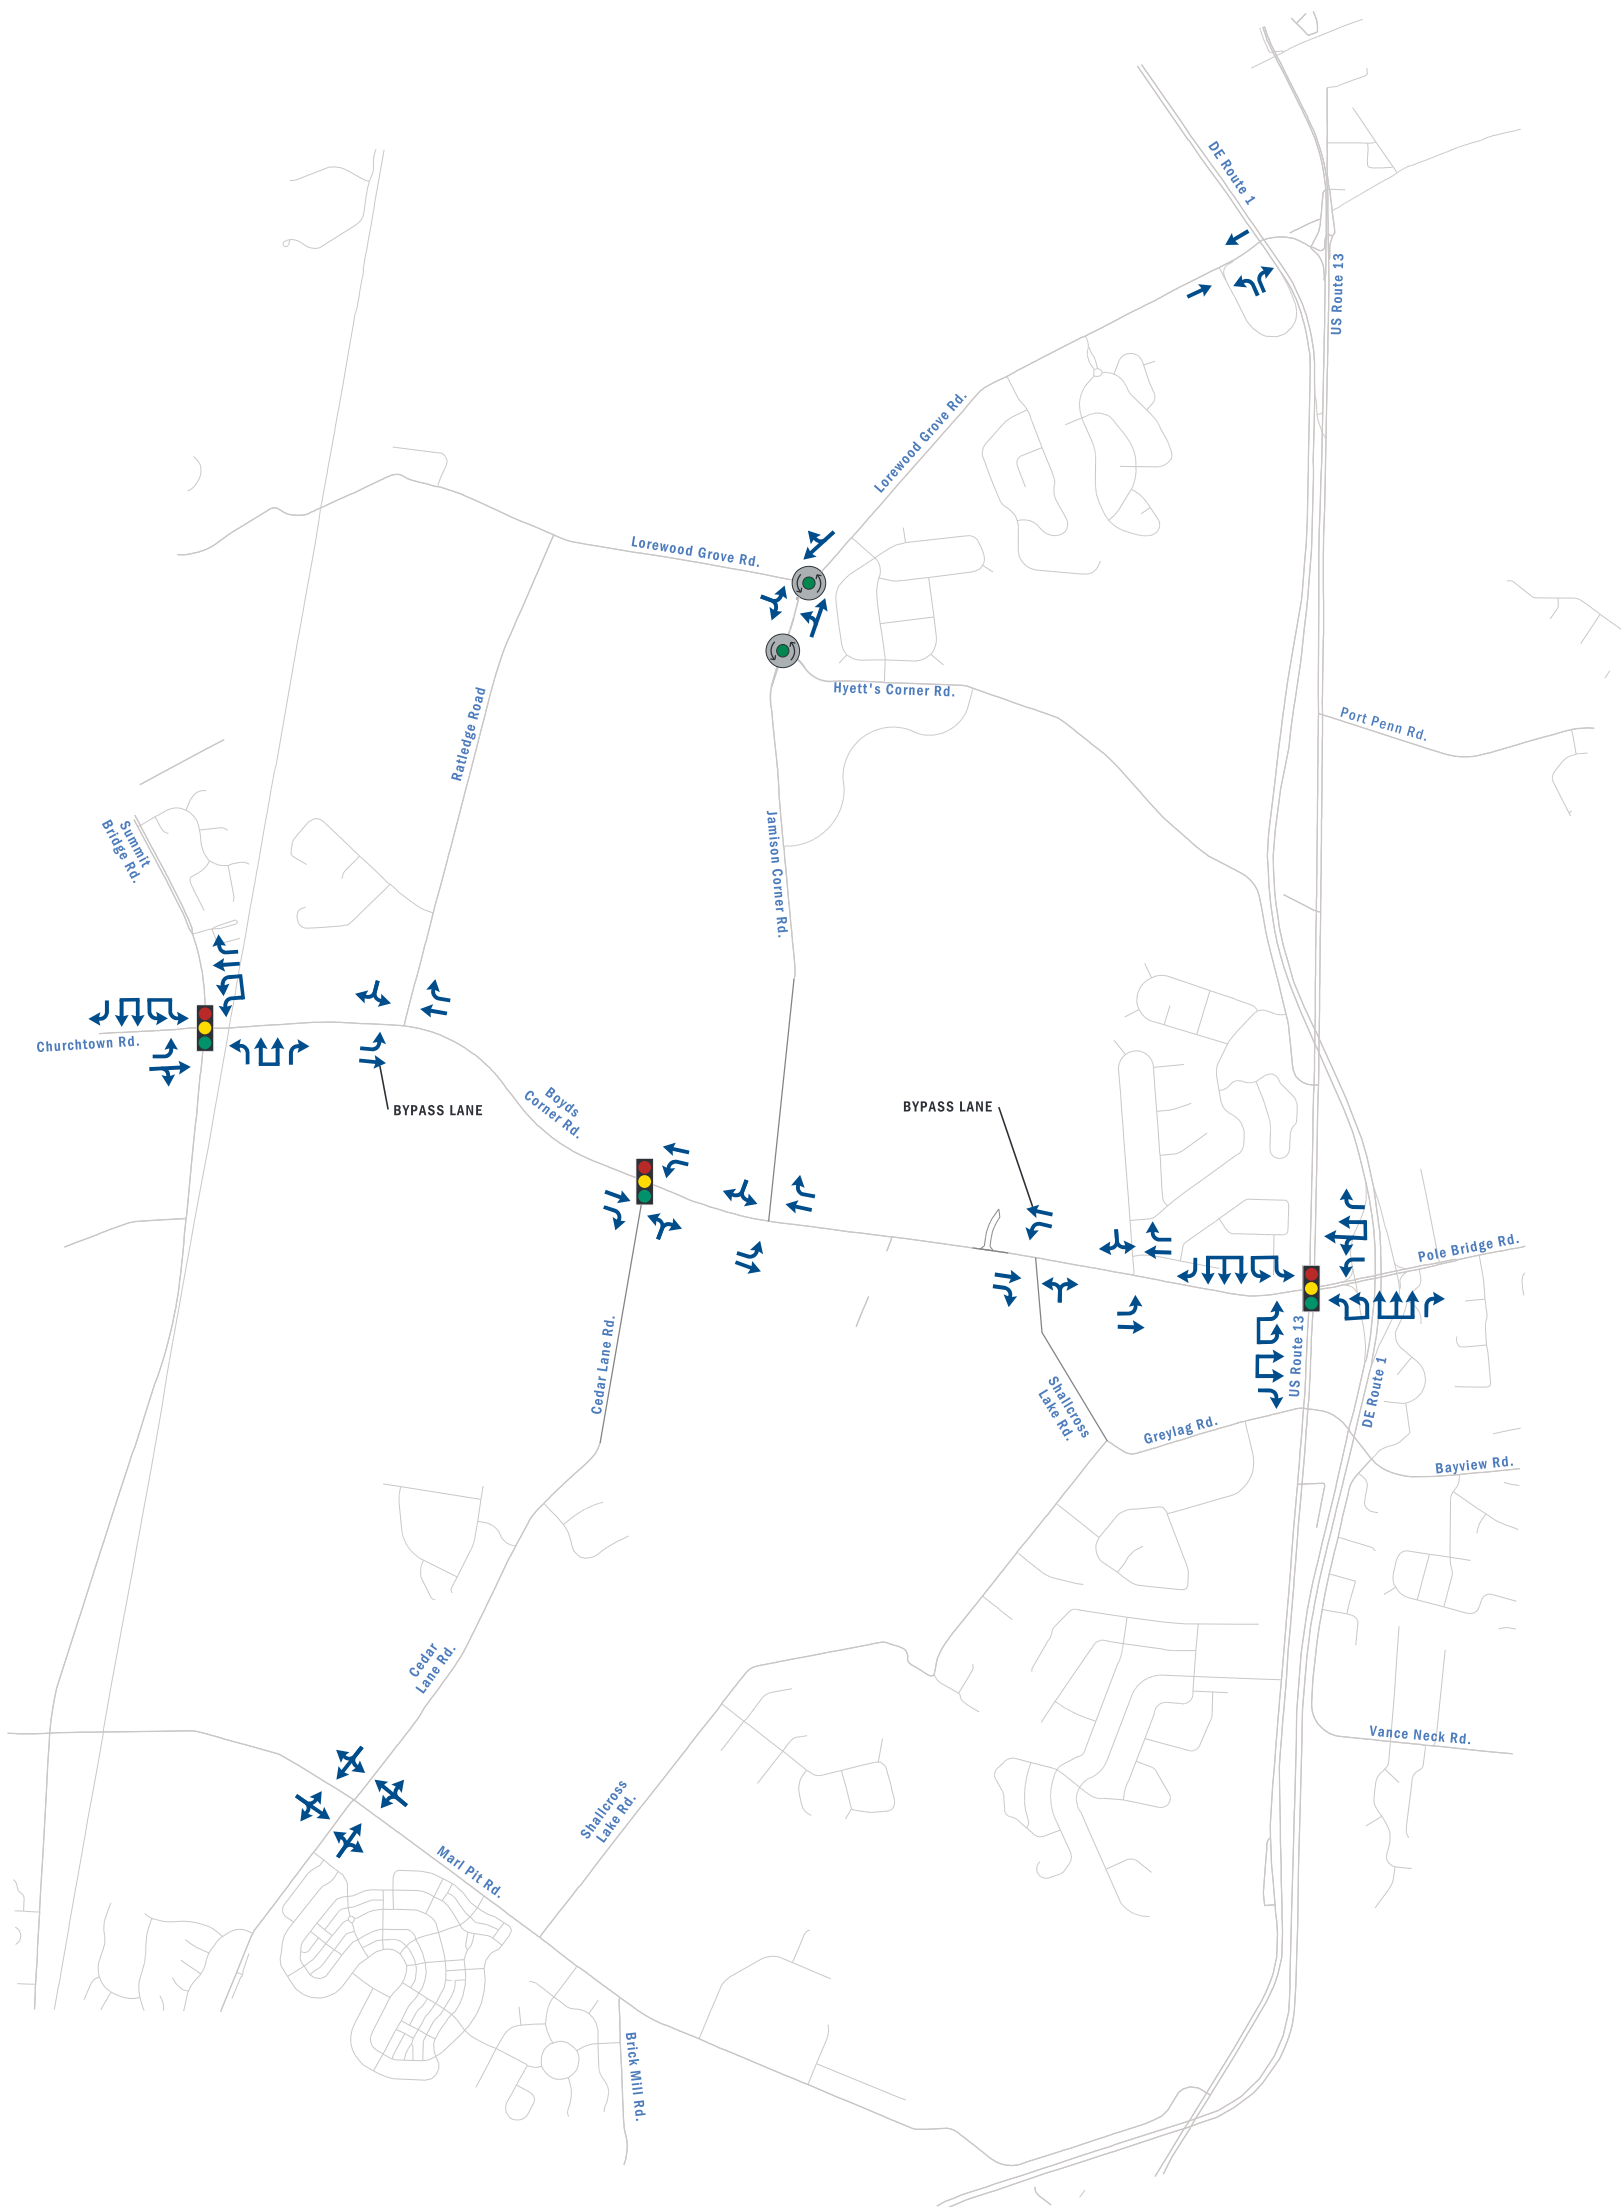 DE Route 1
US Route 13
Lorewood Grove Rd.
Lorewood Grove Rd.
Hyett's Corner Rd.
Port Penn Rd.
Ratledge Road
Jamison Corner Rd.
Summit
Bridge Rd.
Churchtown Rd.
BYPASS LANE
Boyds
Corner Rd.
BYPASS LANE
Pole Bridge Rd.
US Route 13
DE Route 1
Cedar Lane Rd.
Shallcross
Lake Rd.
Greylag Rd.
Bayview Rd.
Cedar
Lane Rd.
Vance Neck Rd.
Shallcross
Lake Rd.
Marl Pit Rd.
Brick Mill Rd.